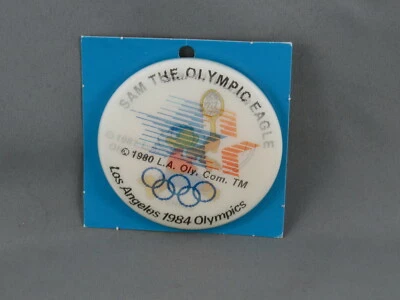 SAM THE OLYMPIC EAGLE
© 1980 L.A. Oly. Com. TM
Los Angeles 1984 Olympics